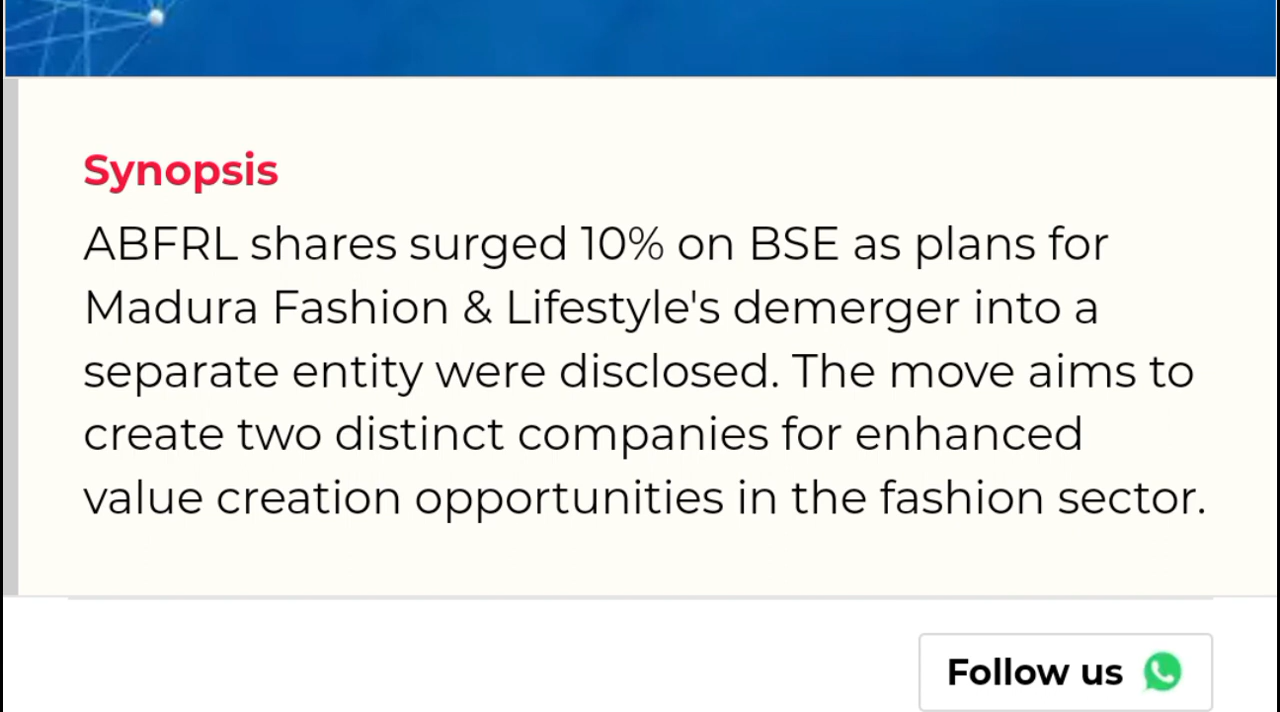 Synopsis
ABFRL shares surged 10% on BSE as plans for
Madura Fashion & Lifestyle's demerger into a
separate entity were disclosed. The move aims to
create two distinct companies for enhanced
value creation opportunities in the fashion sector.
Follow us